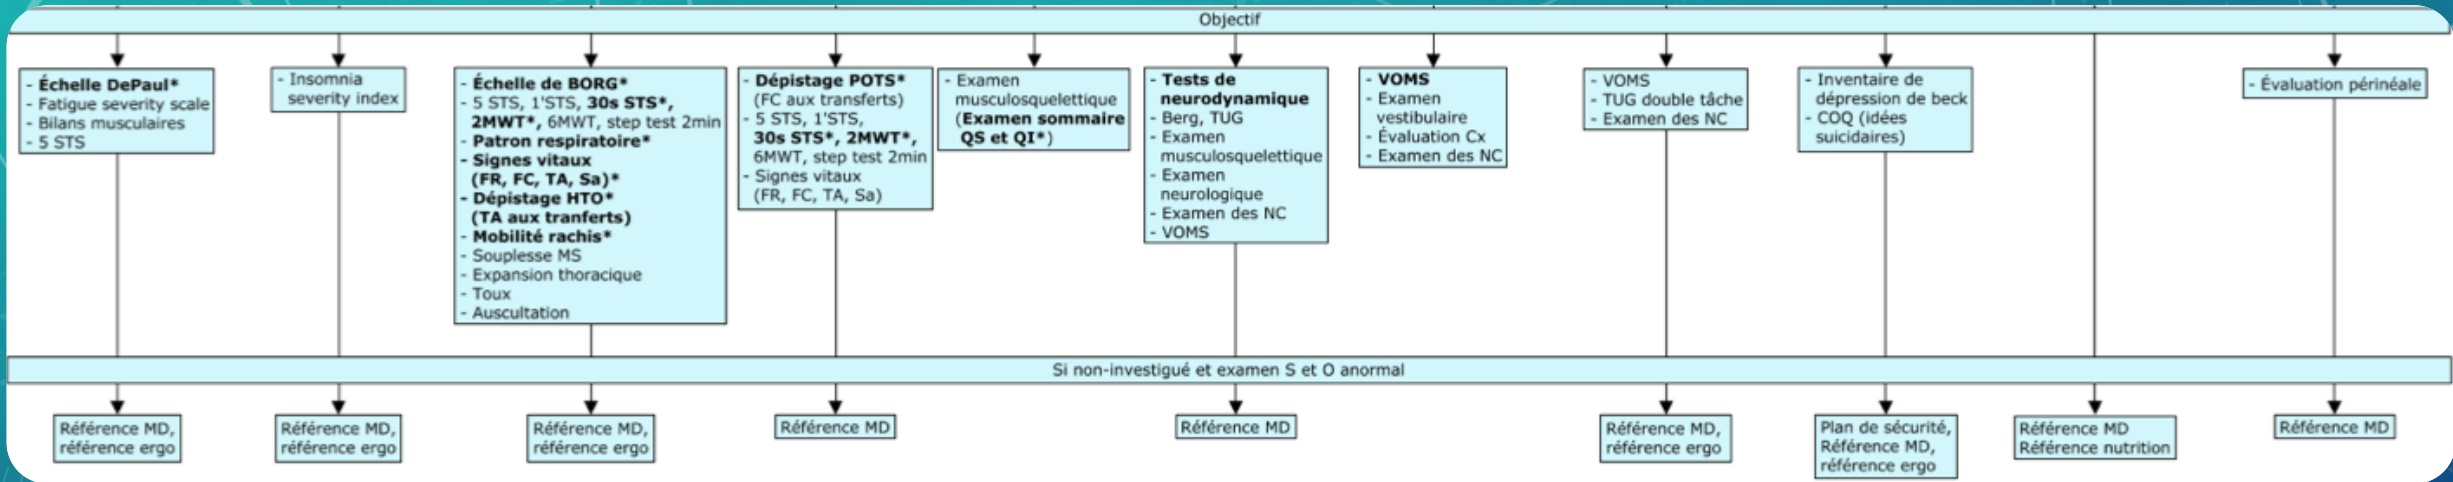 Objectif
- Échelle DePaul*
- Fatigue severity scale
- Bilans musculaires
- 5 STS
- Insomnia
severity index
- Échelle de BORG*
- 5 STS, 1'STS, 30s STS*,
2MWT*, 6MWT, step test 2min
- Patron respiratoire*
- Signes vitaux
(FR, FC, TA, Sa)*
- Dépistage HTO*
(TA aux tranferts)
- Mobilité rachis*
- Souplesse MS
- Expansion thoracique
- Toux
- Auscultation
- Dépistage POTS*
(FC aux transferts)
- 5 STS, 1'STS,
30s STS*, 2MWT*,
6MWT, step test 2min
- Signes vitaux
(FR, FC, TA, Sa)
- Examen
musculosquelettique
(Examen sommaire
QS et QI*)
- Tests de
neurodynamique
- Berg, TUG
- Examen
musculosquelettique
- Examen
neurologique
- Examen des NC
- VOMS
- VOMS
- Examen
vestibulaire
- Évaluation Cx
- Examen des NC
- VOMS
- TUG double tâche
- Examen des NC
- Inventaire de
dépression de beck
- COQ (idées
suicidaires)
- Évaluation périnéale
Si non-investigué et examen S et O anormal
Référence MD,
référence ergo
Référence MD,
référence ergo
Référence MD,
référence ergo
Référence MD
Référence MD
Référence MD,
référence ergo
Plan de sécurité,
Référence MD,
référence ergo
Référence MD
Référence nutrition
Référence MD